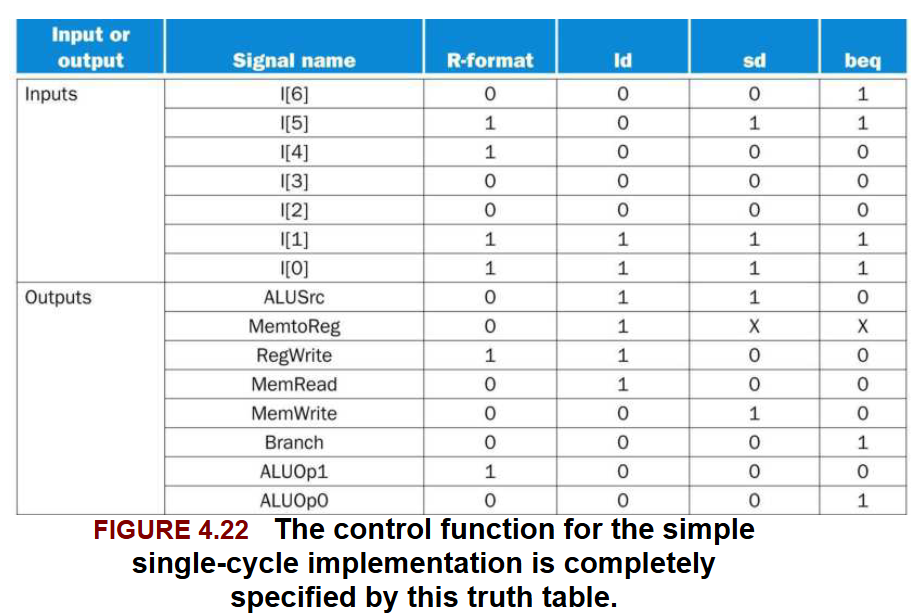 Input or output Signal name R-format ld sd beq
Inputs I[6] 0 0 0 1
I[5] 1 0 1 1
I[4] 1 0 0 0
I[3] 0 0 0 0
I[2] 0 0 0 0
I[1] 1 1 1 1
I[0] 1 1 1 1
Outputs ALUSrc 0 1 1 0
MemtoReg 0 1 X X
RegWrite 1 1 0 0
MemRead 0 1 0 0
MemWrite 0 0 1 0
Branch 0 0 0 1
ALUOp1 1 0 0 0
ALUOp0 0 0 0 1
FIGURE 4.22 The control function for the simple
single-cycle implementation is completely
specified by this truth table.